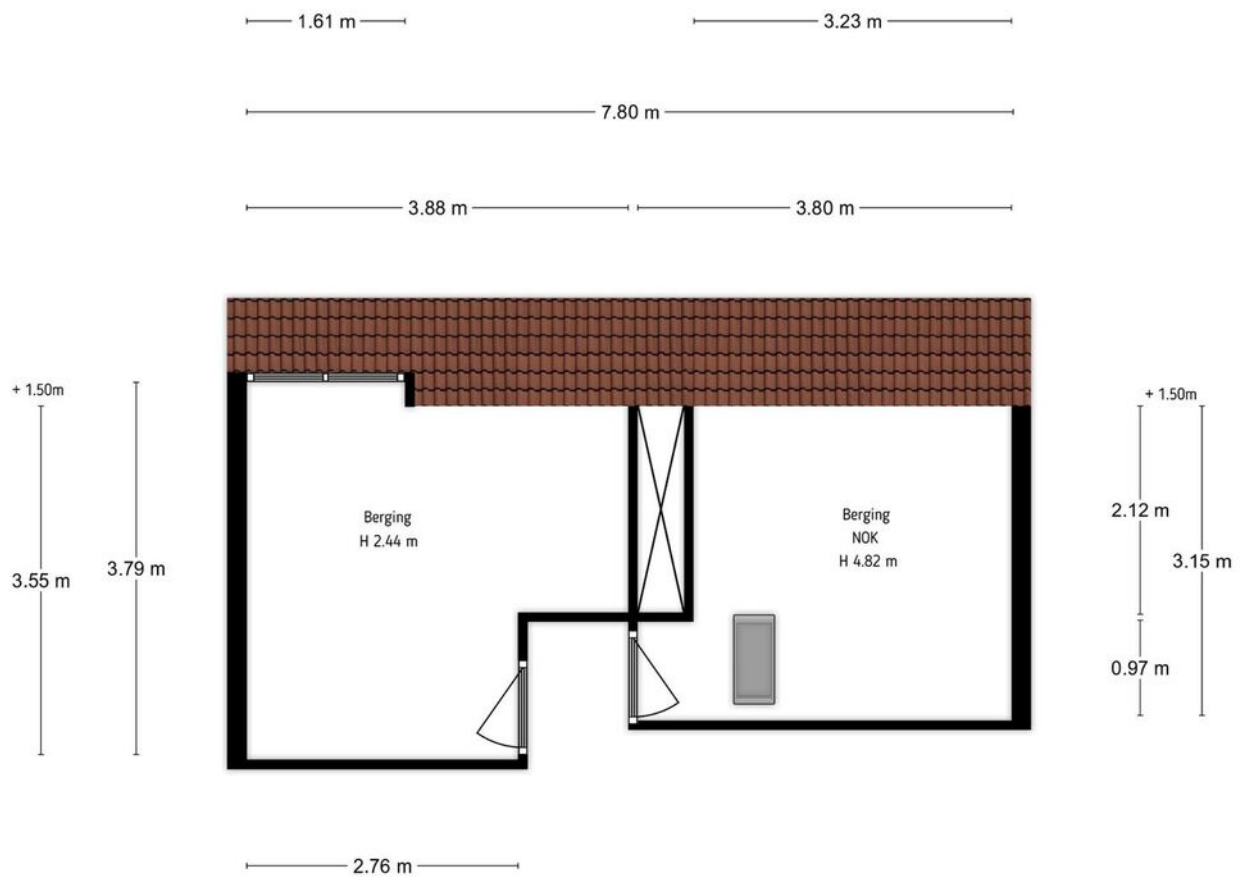 1.61 m
3.23 m
7.80 m
3.88 m
3.80 m
+ 1.50m
+ 1.50m
3.55 m
3.79 m
Berging
H 2.44 m
Berging
NOK
H 4.82 m
2.12 m
3.15 m
0.97 m
2.76 m